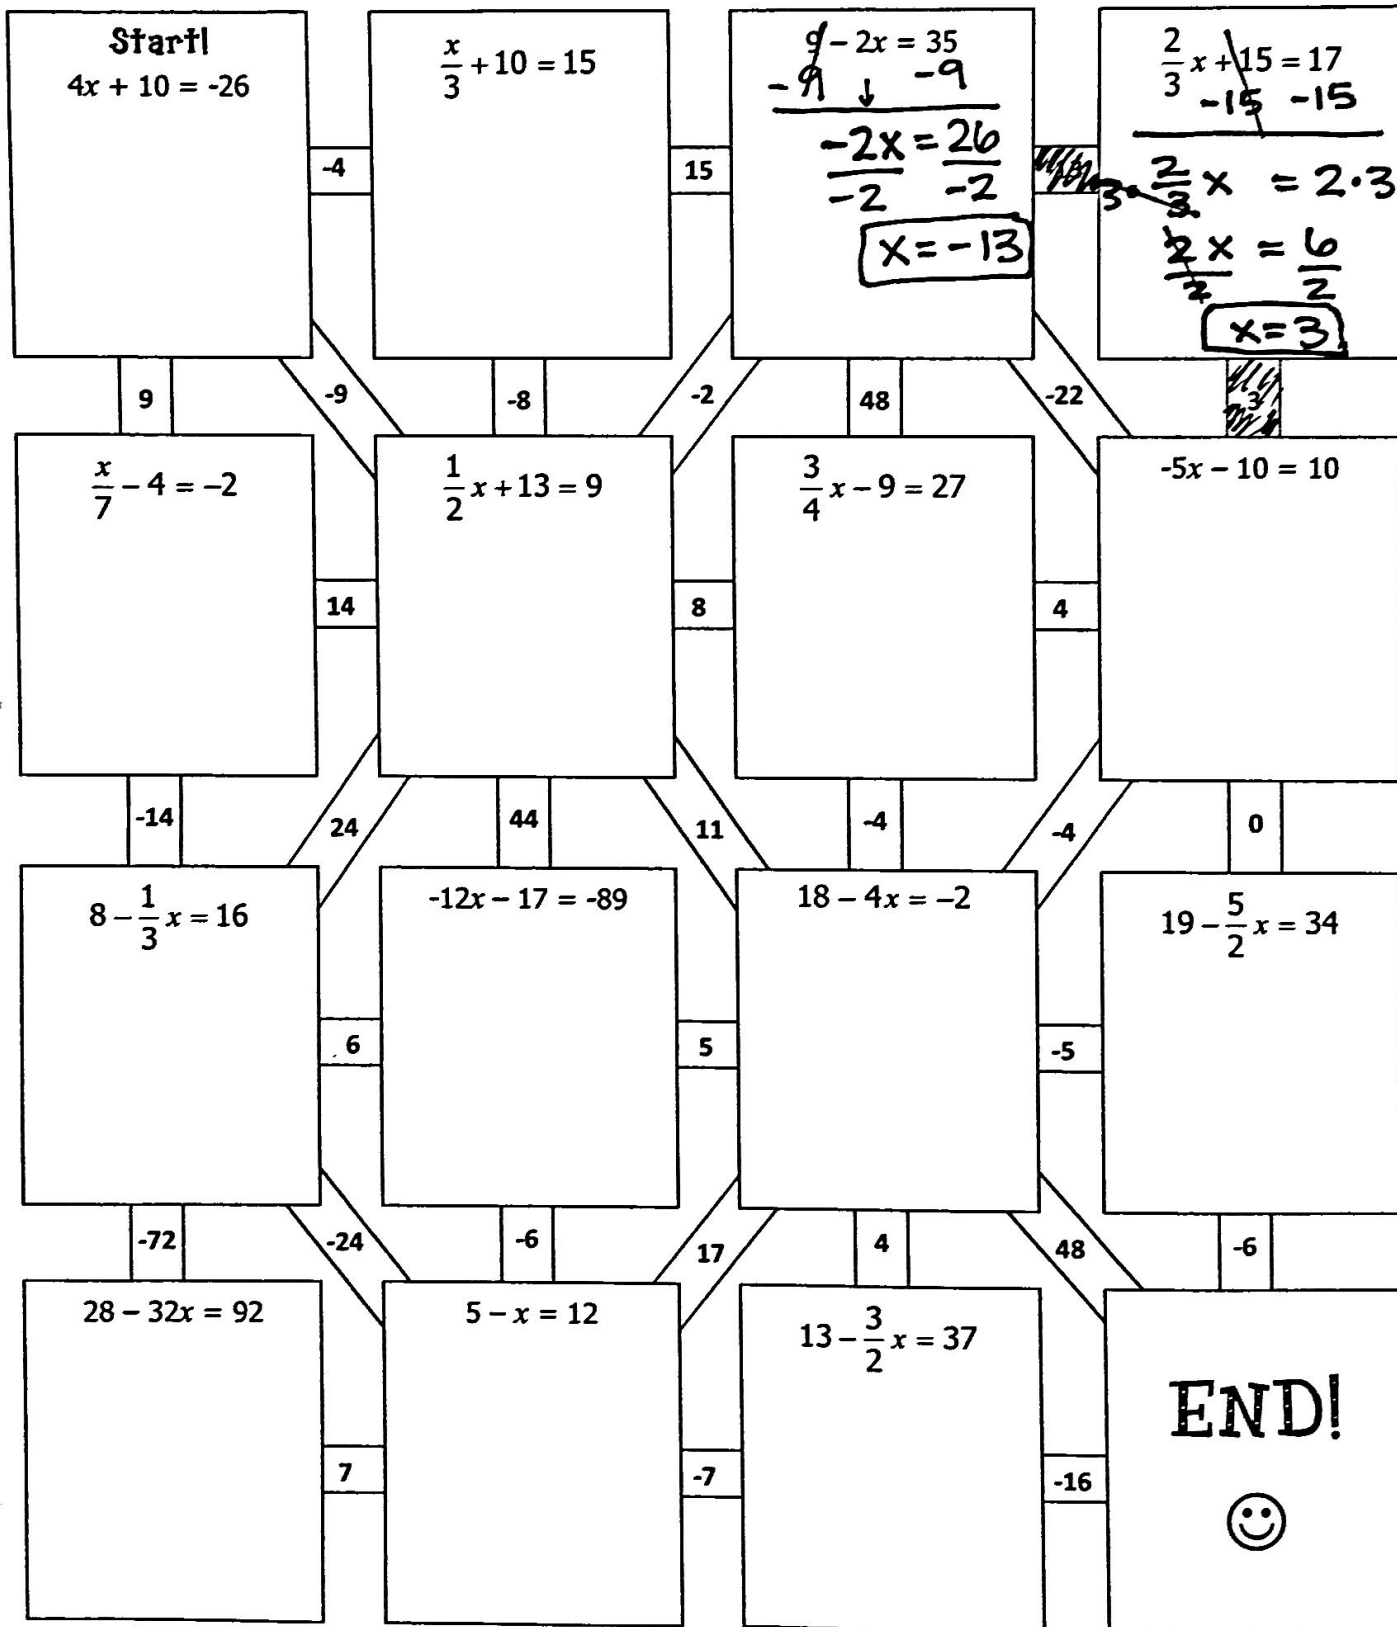 Start!
4x + 10 = -26
x/3 + 10 = 15
9 - 2x = 35
-9 ↓ -9
-2x = 26
-2 -2
x = -13
2/3 x + 15 = 17
-15 -15
3 · 2/3 x = 2 · 3
2x/2 = 6/2
x = 3
-4
15
9
-9
-8
-2
48
-22
3
x/7 - 4 = -2
1/2 x + 13 = 9
3/4 x - 9 = 27
-5x - 10 = 10
14
8
4
-14
24
44
11
-4
-4
0
8 - 1/3 x = 16
-12x - 17 = -89
18 - 4x = -2
19 - 5/2 x = 34
6
5
-5
-72
-24
-6
17
4
48
-6
28 - 32x = 92
5 - x = 12
13 - 3/2 x = 37
END!
7
-7
-16